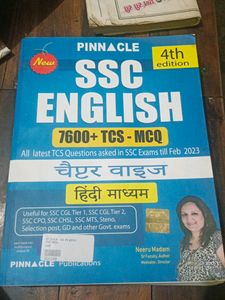 PINNACLE
New
4th
edition
SSC
ENGLISH
7600+ TCS - MCQ
All latest TCS Questions asked in SSC Exams till Feb 2023
चैप्टर वाइज
हिंदी माध्यम
Useful for SSC CGL Tier 1, SSC CGL Tier 2,
SSC CPO, SSC CHSL, SSC MTS, Steno,
Selection post, GD and other Govt. exams
Neeru Madam
PINNACLE Publications